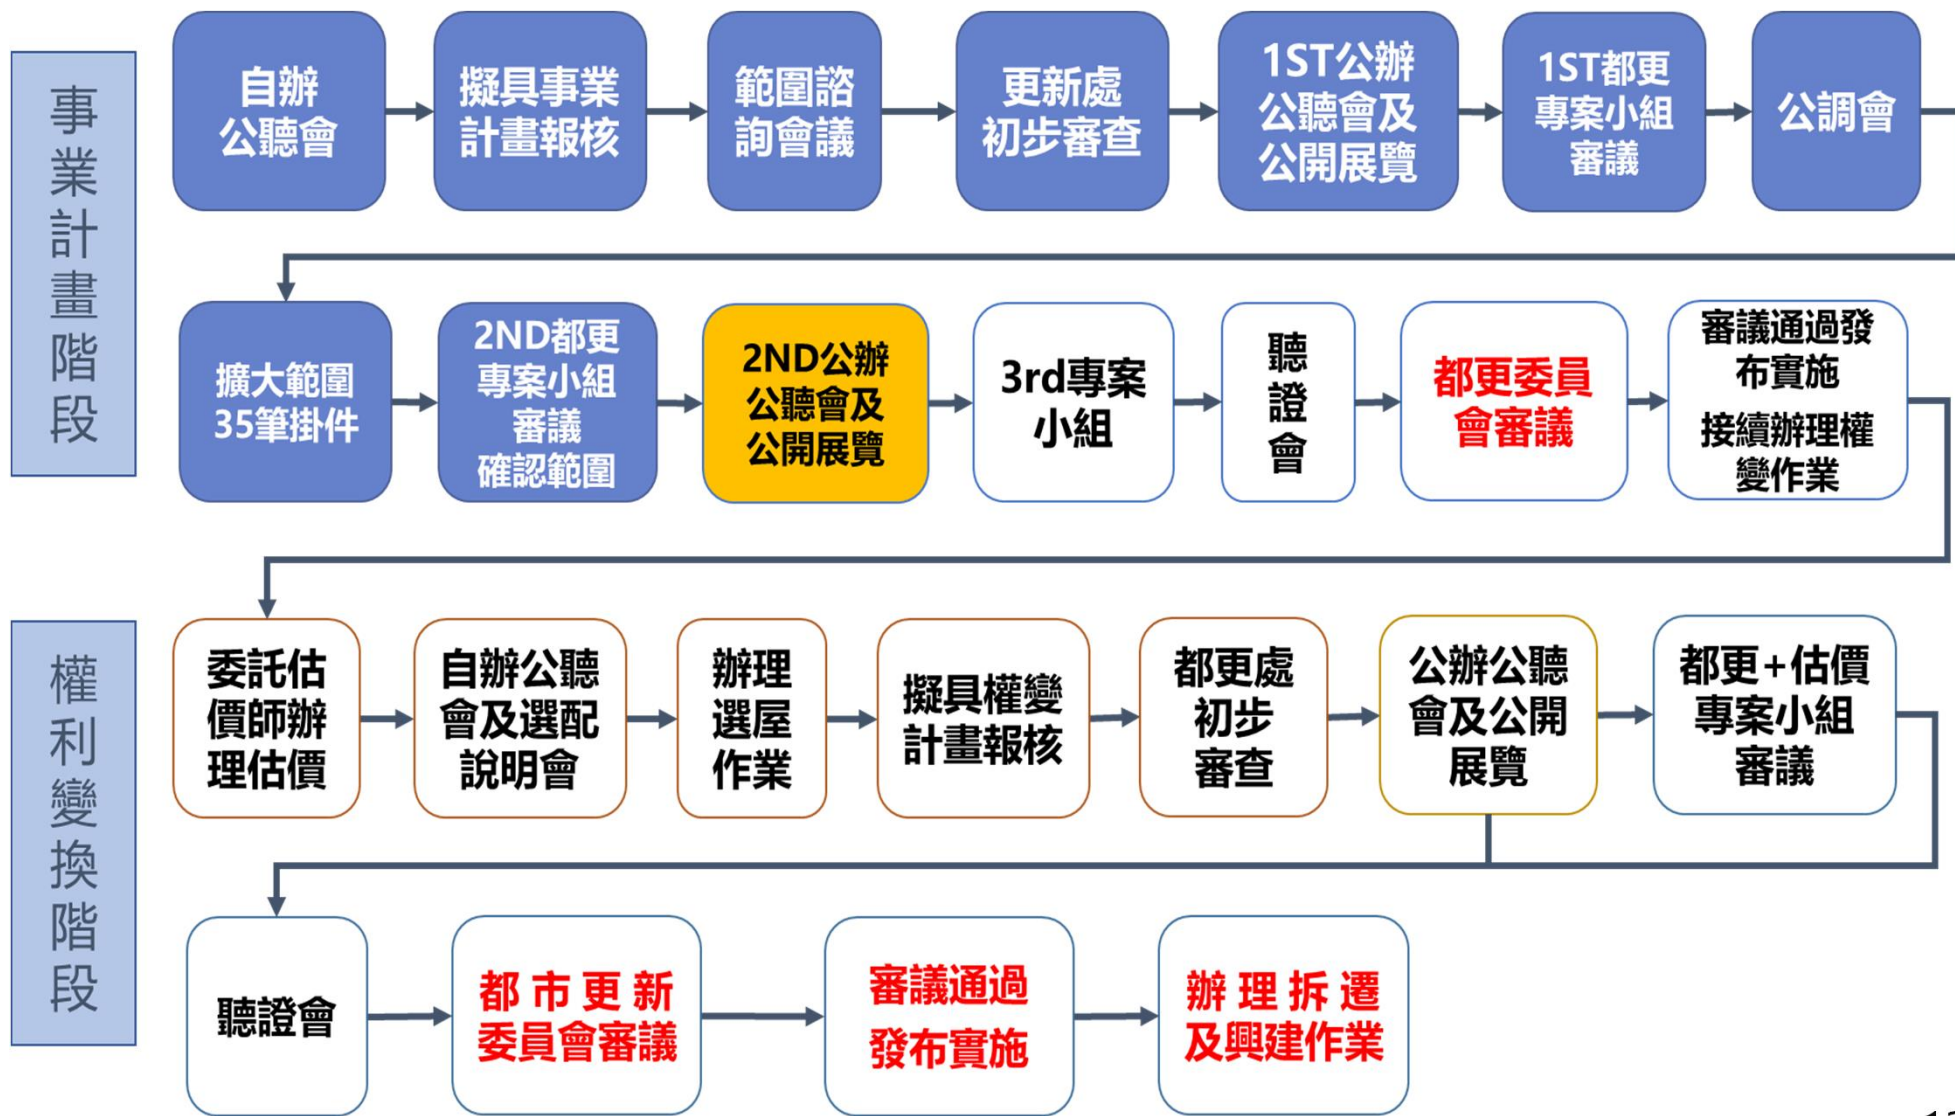 事業計畫階段
自辦
公聽會
擬具事業
計畫報核
範圍諮
詢會議
更新處
初步審查
1ST公辦
公聽會及
公開展覽
1ST都更
專案小組
審議
公調會
擴大範圍
35筆掛件
2ND都更
專案小組
審議
確認範圍
2ND公辦
公聽會及
公開展覽
3rd專案
小組
聽
證
會
都更委員
會審議
審議通過發
布實施
接續辦理權
變作業
權利變換階段
委託估
價師辦
理估價
自辦公聽
會及選配
說明會
辦理
選屋
作業
擬具權變
計畫報核
都更處
初步
審查
公辦公聽
會及公開
展覽
都更+估價
專案小組
審議
聽證會
都市更新
委員會審議
審議通過
發布實施
辦理拆遷
及興建作業